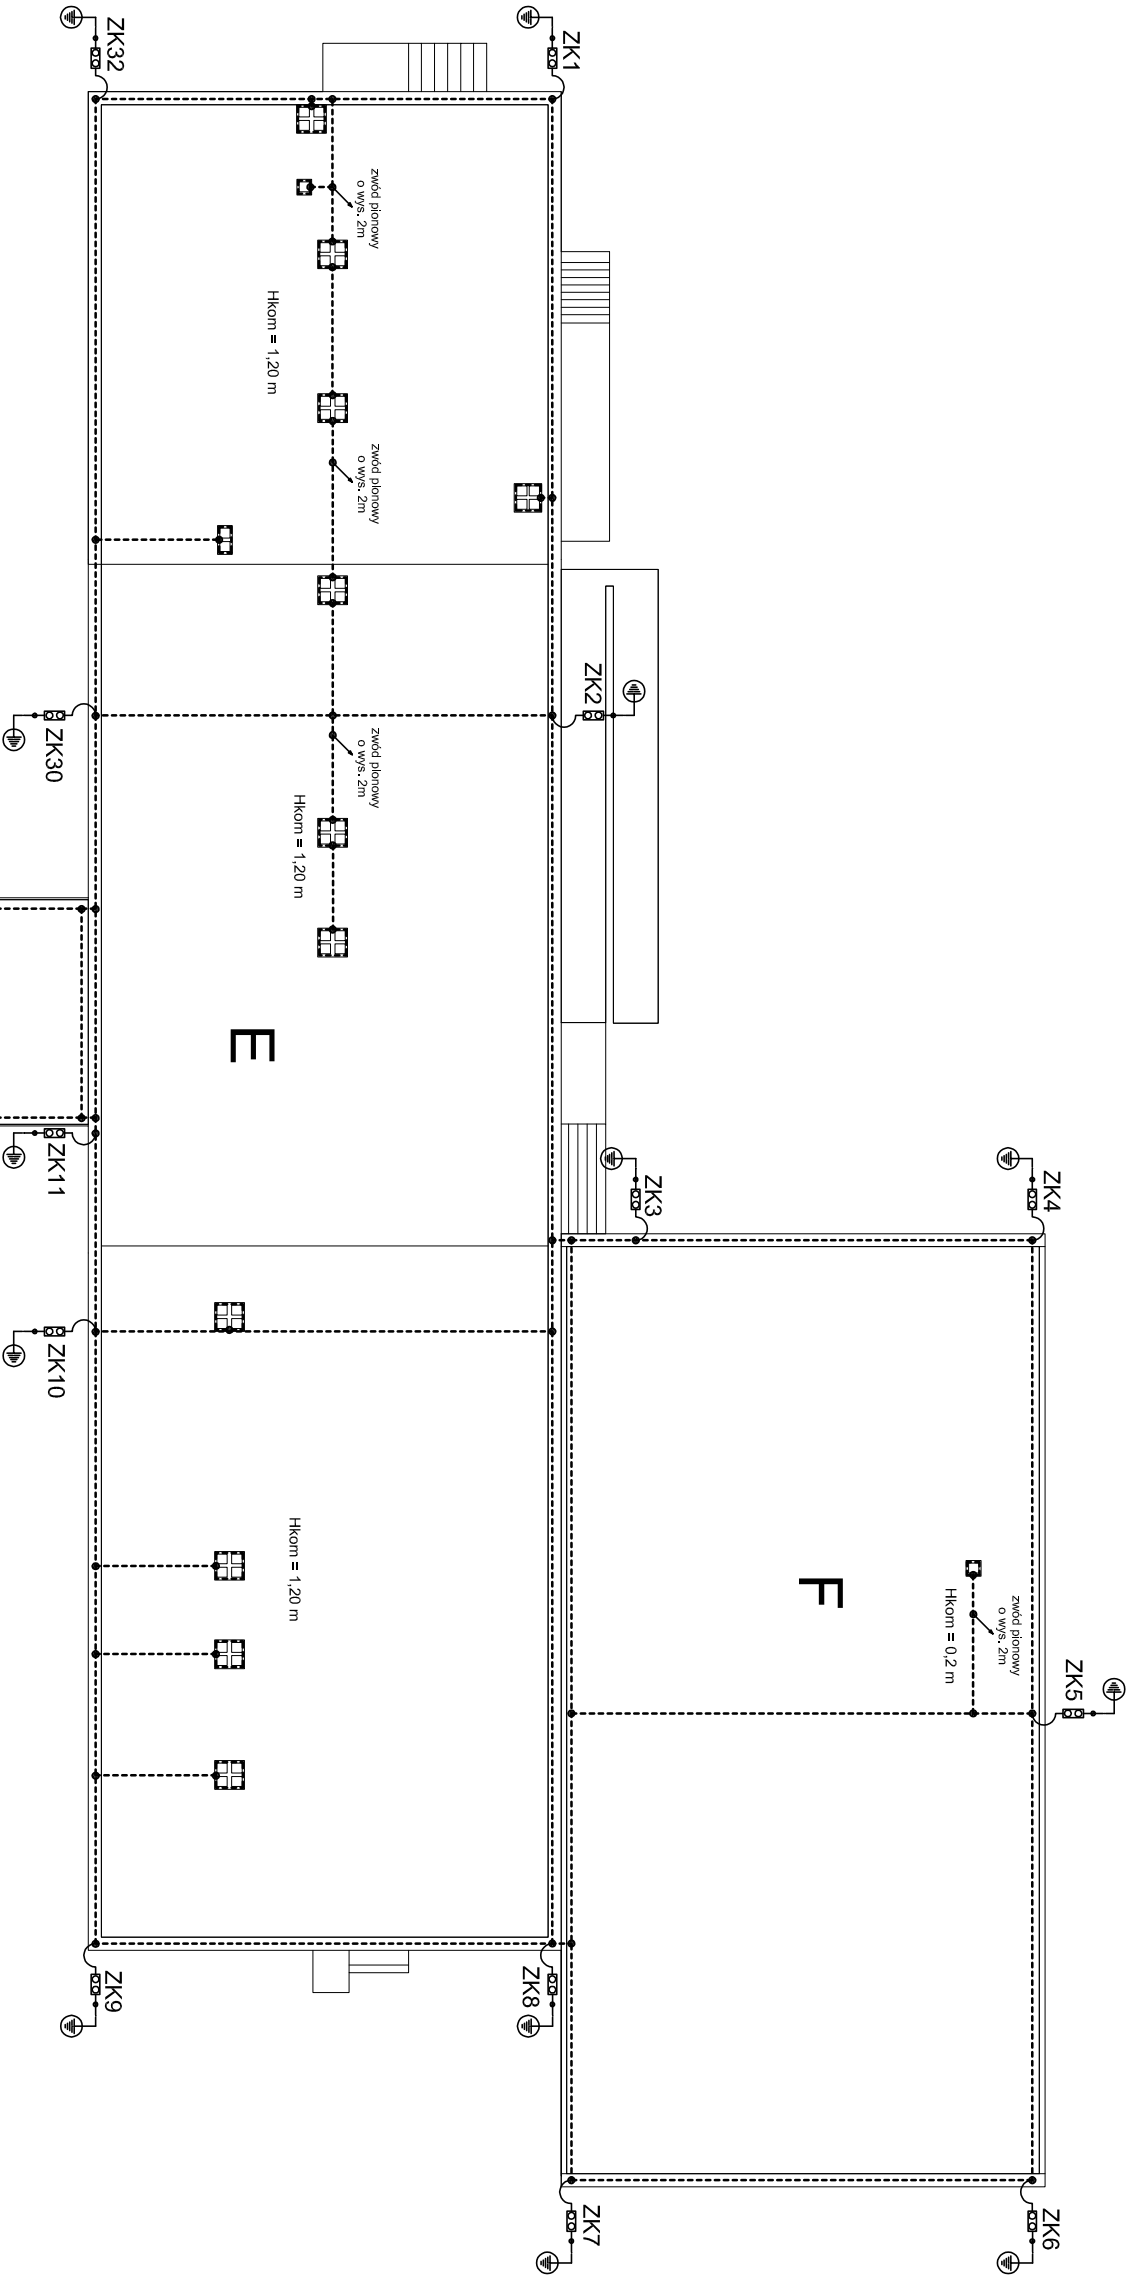 ZK32
ZK1
zwód pionowy
o wys. 2m
Hkom = 1,20 m
zwód pionowy
o wys. 2m
ZK2
ZK30
zwód pionowy
o wys. 2m
Hkom = 1,20 m
E
ZK11
ZK3
ZK4
ZK10
Hkom = 1,20 m
F
zwód pionowy
o wys. 2m
Hkom = 0,2 m
ZK5
ZK9
ZK8
ZK7
ZK6